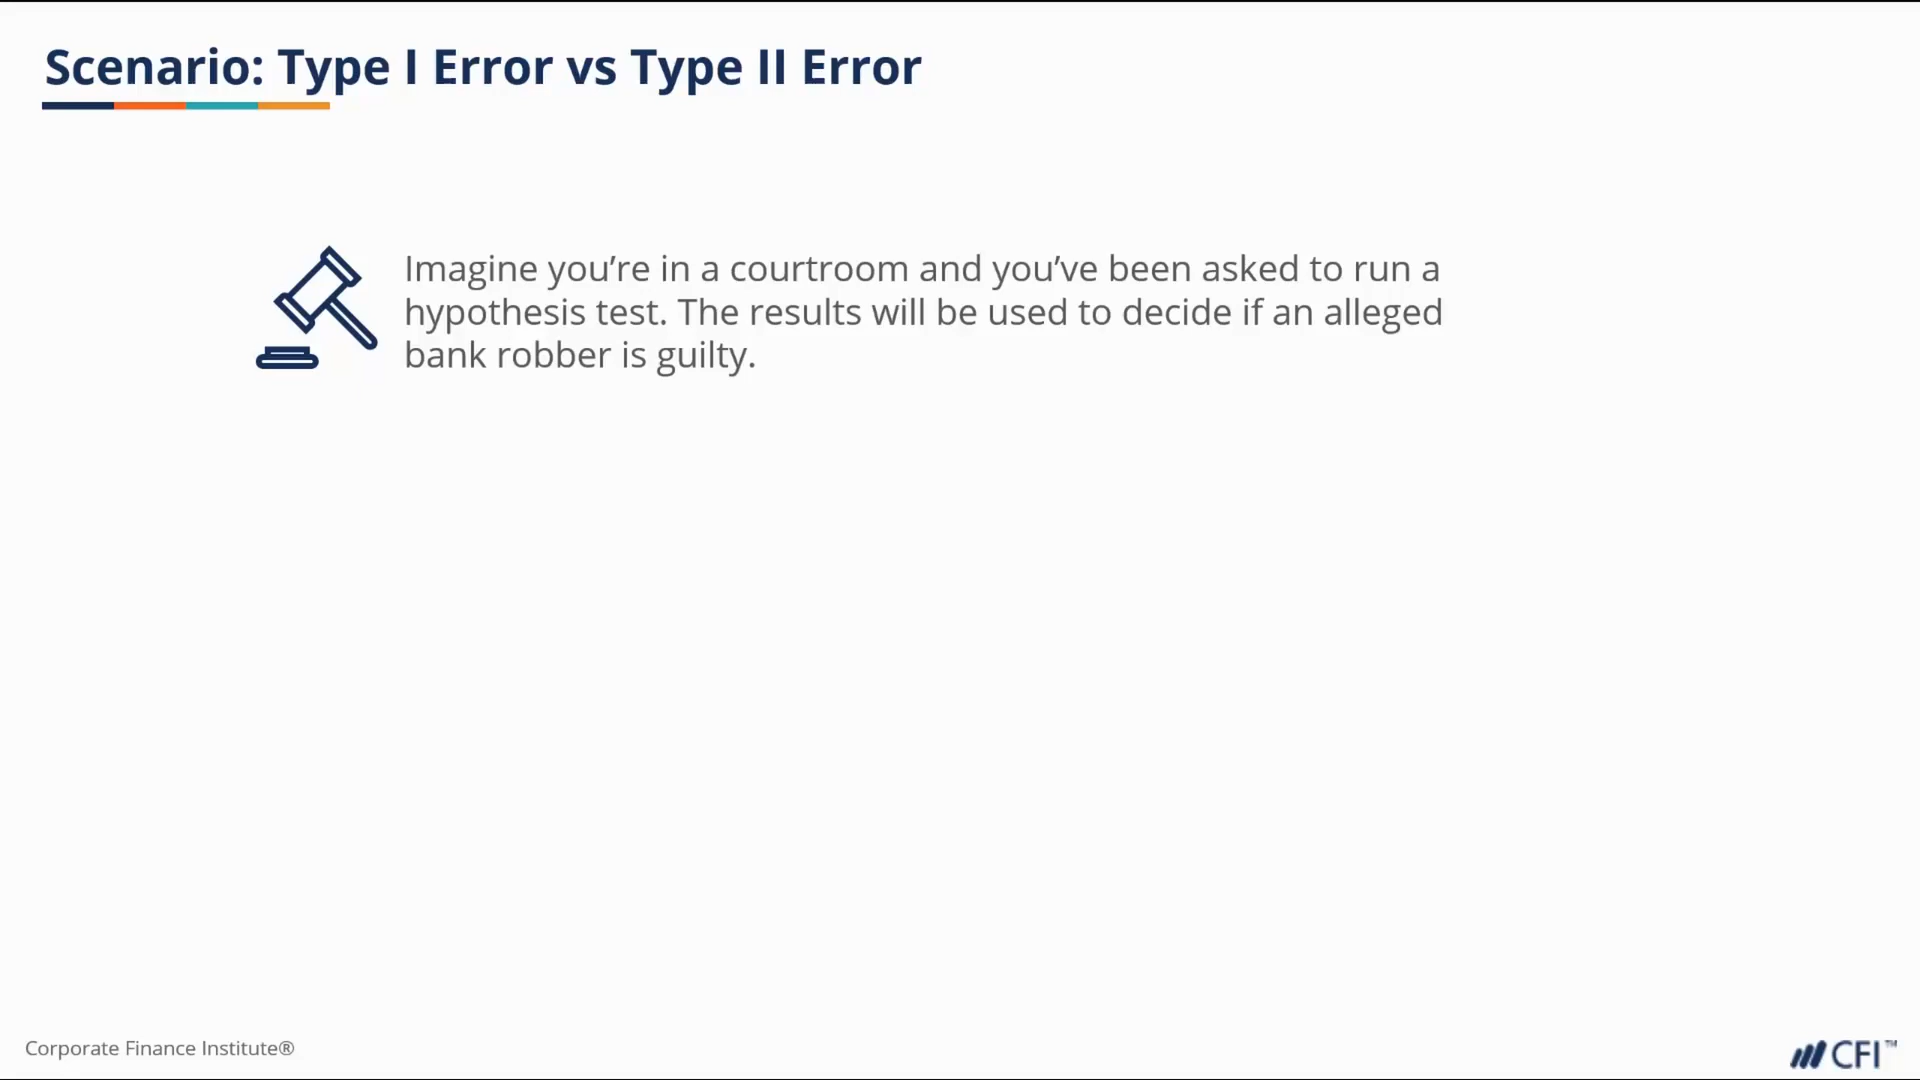 Scenario: Type I Error vs Type II Error
Imagine you’re in a courtroom and you’ve been asked to run a
hypothesis test. The results will be used to decide if an alleged
bank robber is guilty.
Corporate Finance Institute®
CFI™